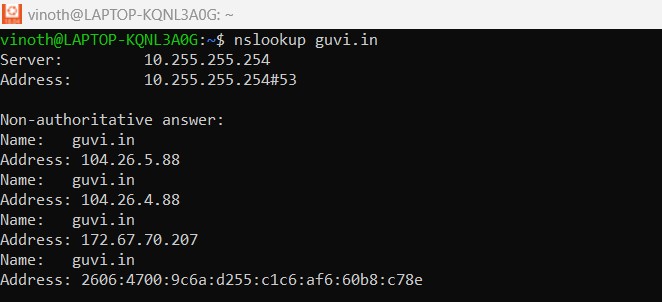 vinoth@LAPTOP-KQNL3A0G: ~
vinoth@LAPTOP-KQNL3A0G:~$ nslookup guvi.in
Server:         10.255.255.254
Address:        10.255.255.254#53

Non-authoritative answer:
Name:   guvi.in
Address: 104.26.5.88
Name:   guvi.in
Address: 104.26.4.88
Name:   guvi.in
Address: 172.67.70.207
Name:   guvi.in
Address: 2606:4700:9c6a:d255:c1c6:af6:60b8:c78e